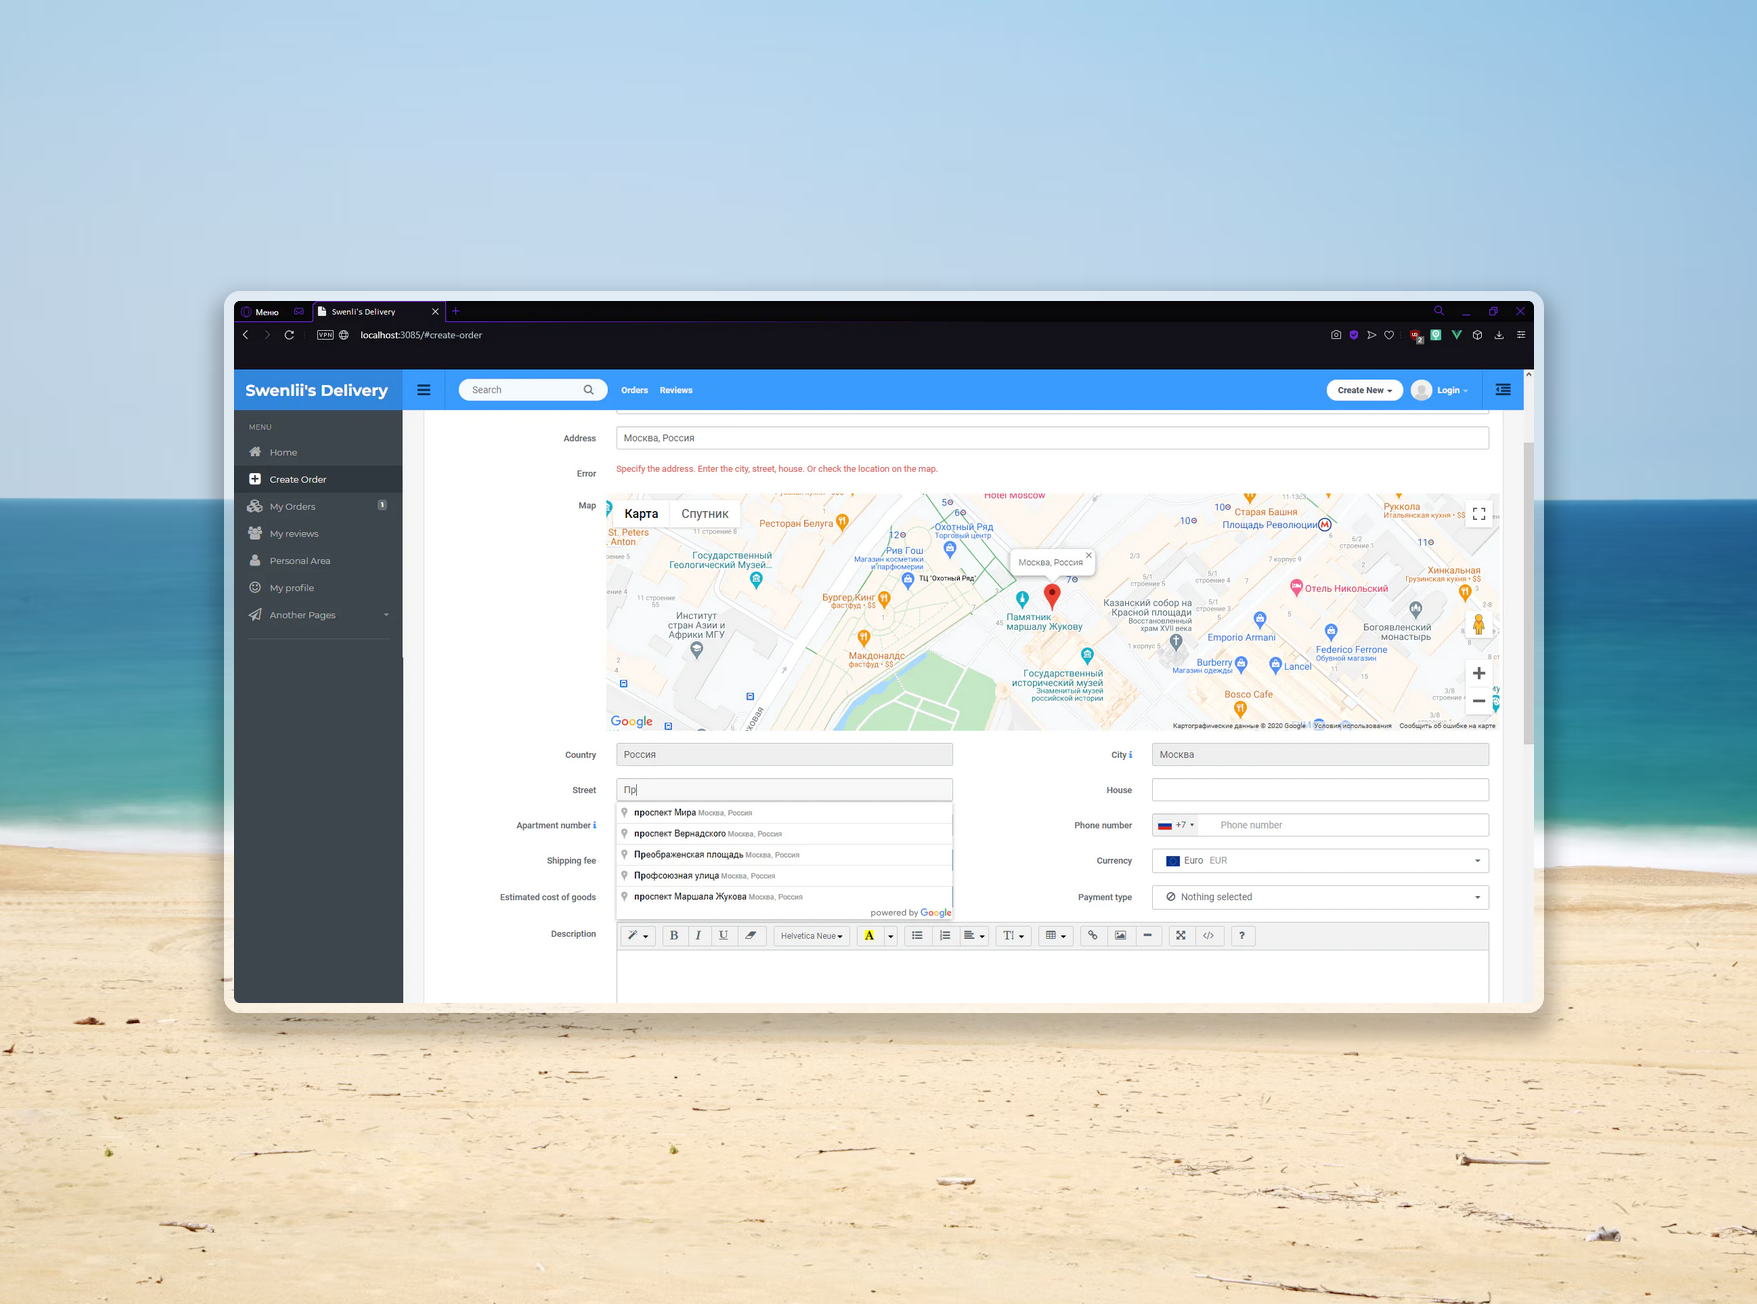 Меню
Swenli's Delivery
VPN
localhost:3085/#create-order
2
Swenlii's Delivery
Search
Orders
Reviews
Create New
Login
MENU
Home
Create Order
My Orders
1
My reviews
Personal Area
My profile
Another Pages
Address
Москва, Россия
Error
Specify the address. Enter the city, street, house. Or check the location on the map.
Map
Карта
Спутник
St. Peters
Anton
Ресторан Белуга
Hotel Moscow
Охотный Ряд
Торговый центр
Рив Гош
Магазин косметики
и парфюмерии
ТЦ 'Охотный Ряд'
Государственный
Геологический Музей...
Бургер Кинг
фастфуд • $$
Институт
стран Азии и
Африки МГУ
Макдоналдс
фастфуд • $$
Москва, Россия
Памятник
маршалу Жукову
Государственный
исторический музей
Знаменитый музей
российской истории
Казанский собор на
Красной площади
Восстановленный
храм XVII века
Старая Башня
Площадь Революции
М
Руккола
Итальянская кухня • $$
Хинкальная
Грузинская кухня • $$
Отель Никольский
Богоявленский
монастырь
Emporio Armani
Federico Ferrone
Обувной магазин
Burberry
Магазин одежды
Lancel
Bosco Cafe
Google
Картографические данные © 2020 Google
Условия использования
Сообщить об ошибке на карте
Country
Россия
City
Москва
Street
Пр
House
проспект Мира Москва, Россия
проспект Вернадского Москва, Россия
Преображенская площадь Москва, Россия
Профсоюзная улица Москва, Россия
проспект Маршала Жукова Москва, Россия
powered by Google
Apartment number
Phone number
+7
Phone number
Shipping fee
Currency
Euro EUR
Estimated cost of goods
Payment type
Nothing selected
Description
B I U
Helvetica Neue
A
?